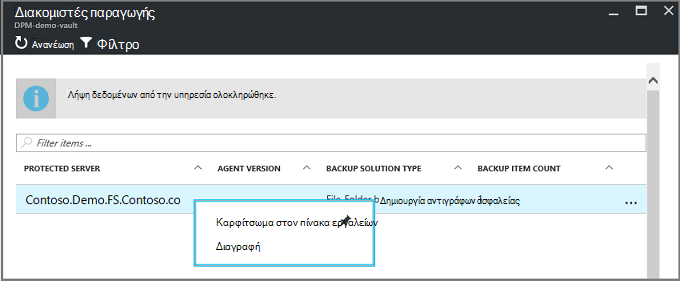 Διακομιστές παραγωγής
DPM-demo-vault
Ανανέωση Φίλτρο
Λήψη δεδομένων από την υπηρεσία ολοκληρώθηκε.
Filter items ...
PROTECTED SERVER AGENT VERSION BACKUP SOLUTION TYPE BACKUP ITEM COUNT
Contoso.Demo.FS.Contoso.co File-Folder Δημιουργία αντιγράφων ασφαλείας ...
Καρφίτσωμα στον πίνακα εργαλείων
Διαγραφή